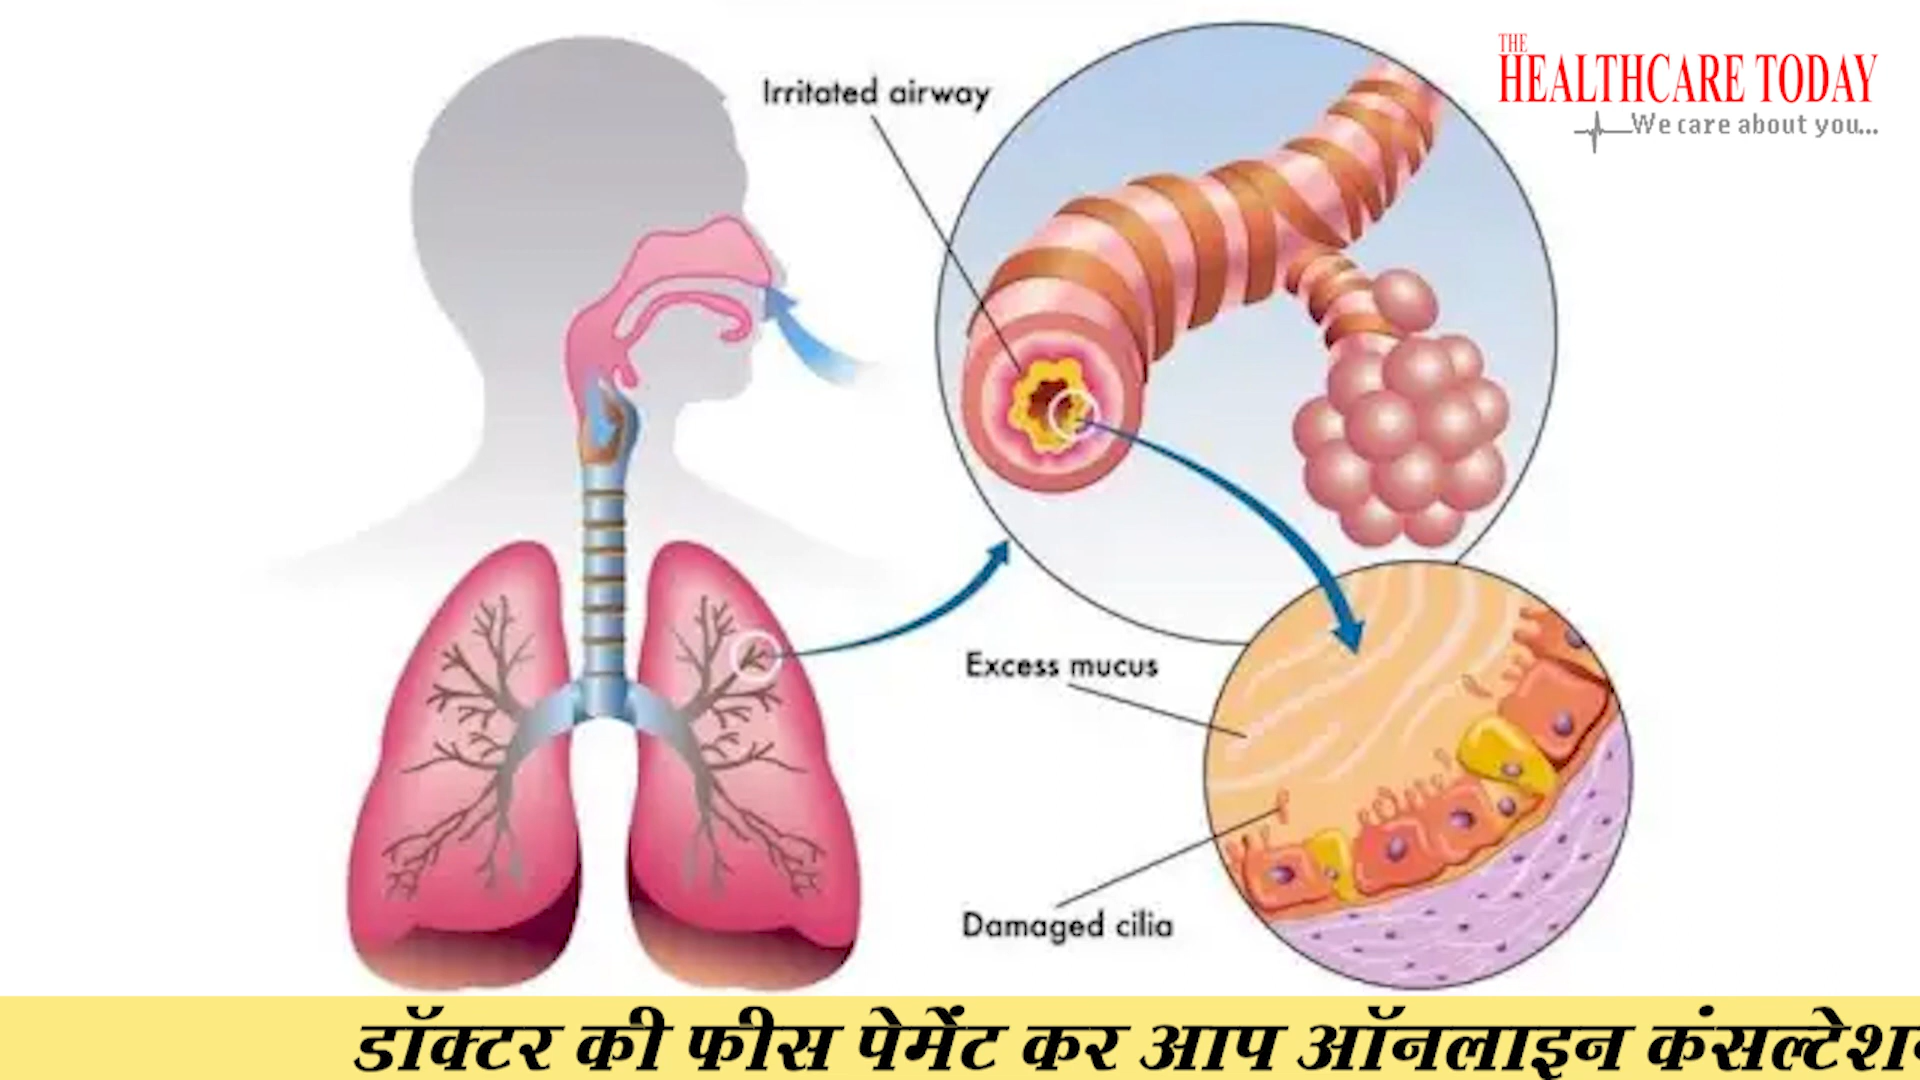 Irritated airway
THE
HEALTHCARE TODAY
We care about you...
Excess mucus
Damaged cilia
डॉक्टर की फीस पेमेंट कर आप ऑनलाइन